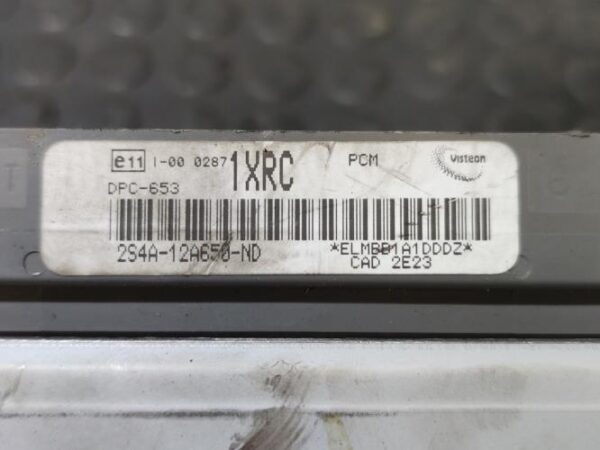 e11 I-00 0287 1XRC PCM Visteon
DPC-653
2S4A-12A650-ND *ELMBB1A1DDDZ*
CAD 2E23